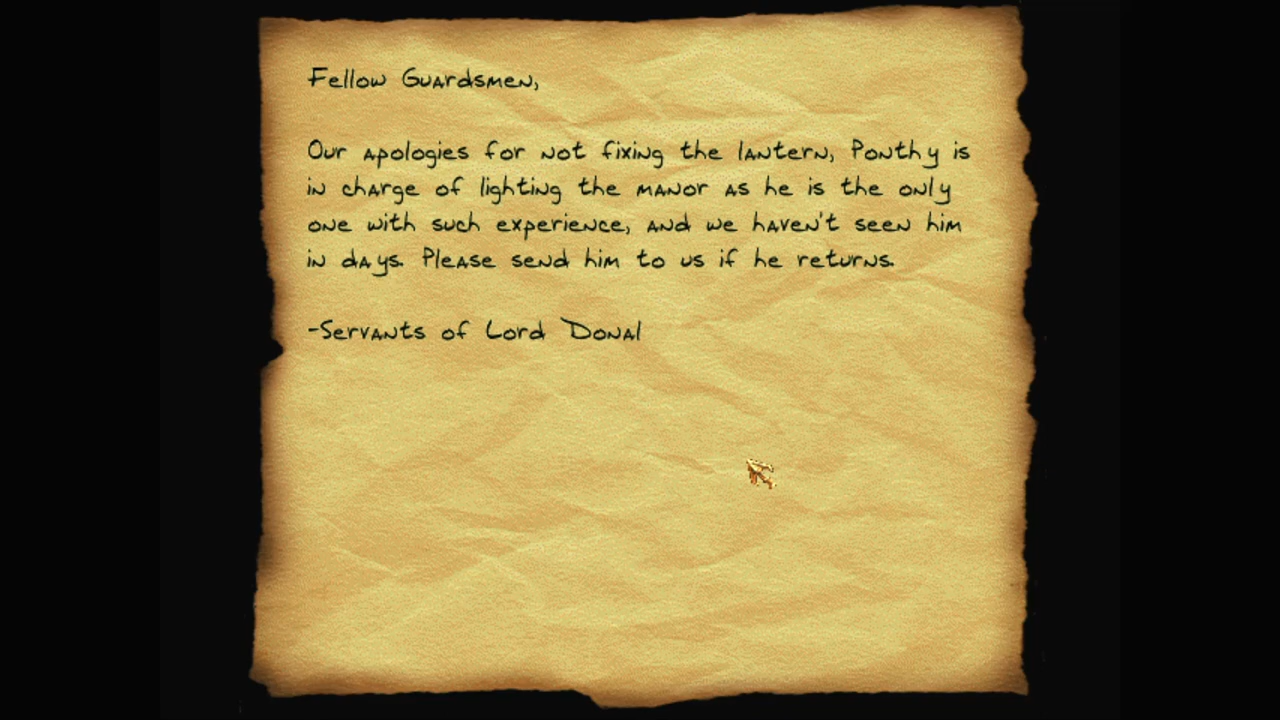 Fellow Guardsmen,
Our apologies for not fixing the lantern, Ponthy is
in charge of lighting the manor as he is the only
one with such experience, and we haven't seen him
in days. Please send him to us if he returns.
-Servants of Lord Donal